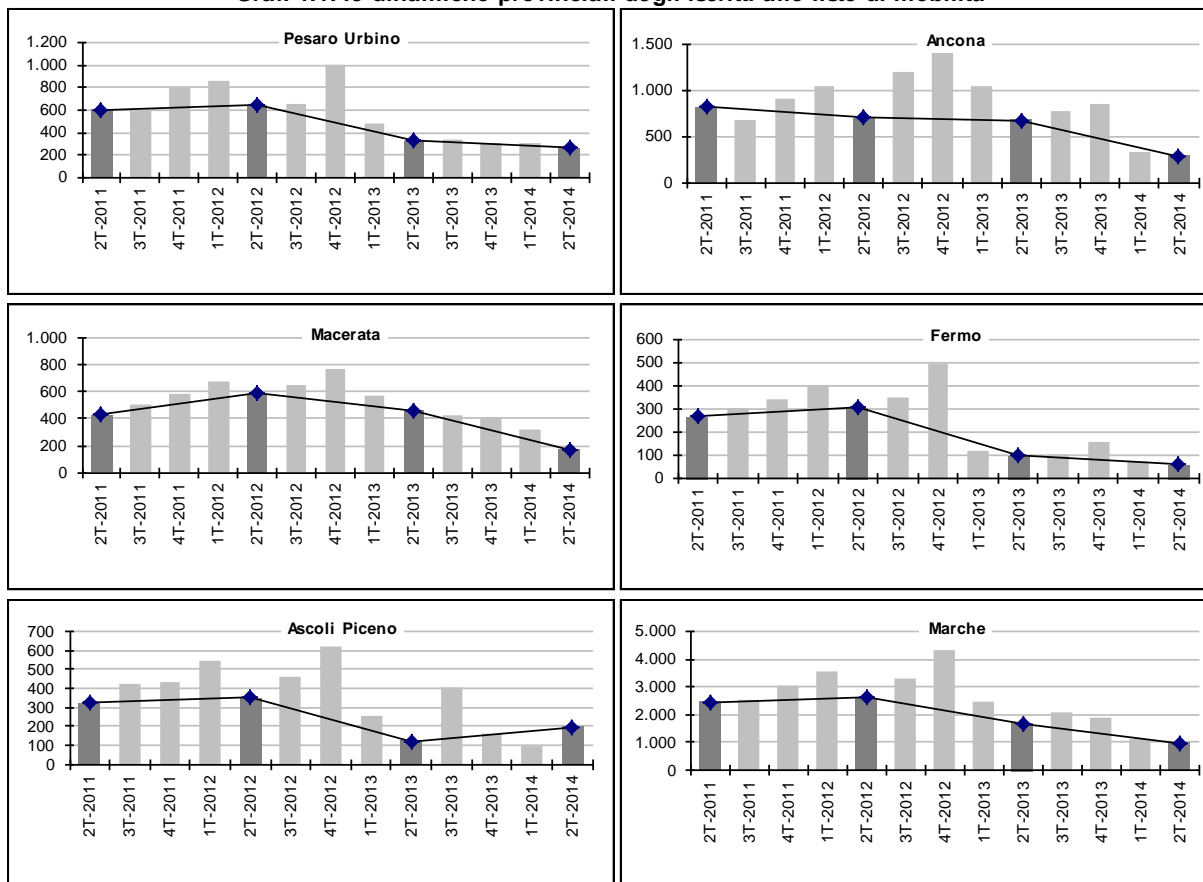 Pesaro Urbino
1.200
1.000
800
600
400
200
0
2T-2011
3T-2011
4T-2011
1T-2012
2T-2012
3T-2012
4T-2012
1T-2013
2T-2013
3T-2013
4T-2013
1T-2014
2T-2014
Ancona
1.500
1.000
500
0
2T-2011
3T-2011
4T-2011
1T-2012
2T-2012
3T-2012
4T-2012
1T-2013
2T-2013
3T-2013
4T-2013
1T-2014
2T-2014
Macerata
1.000
800
600
400
200
0
2T-2011
3T-2011
4T-2011
1T-2012
2T-2012
3T-2012
4T-2012
1T-2013
2T-2013
3T-2013
4T-2013
1T-2014
2T-2014
Fermo
600
500
400
300
200
100
0
2T-2011
3T-2011
4T-2011
1T-2012
2T-2012
3T-2012
4T-2012
1T-2013
2T-2013
3T-2013
4T-2013
1T-2014
2T-2014
Ascoli Piceno
700
600
500
400
300
200
100
0
2T-2011
3T-2011
4T-2011
1T-2012
2T-2012
3T-2012
4T-2012
1T-2013
2T-2013
3T-2013
4T-2013
1T-2014
2T-2014
Marche
5.000
4.000
3.000
2.000
1.000
0
2T-2011
3T-2011
4T-2011
1T-2012
2T-2012
3T-2012
4T-2012
1T-2013
2T-2013
3T-2013
4T-2013
1T-2014
2T-2014